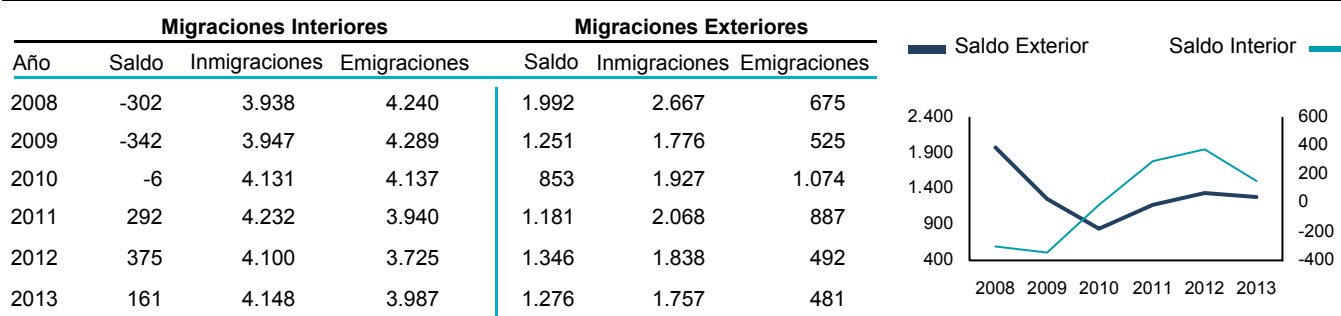 Migraciones Interiores Migraciones Exteriores
Año Saldo Inmigraciones Emigraciones Saldo Inmigraciones Emigraciones
2008 -302 3.938 4.240 1.992 2.667 675
2009 -342 3.947 4.289 1.251 1.776 525
2010 -6 4.131 4.137 853 1.927 1.074
2011 292 4.232 3.940 1.181 2.068 887
2012 375 4.100 3.725 1.346 1.838 492
2013 161 4.148 3.987 1.276 1.757 481
Saldo Exterior Saldo Interior
2.400 600
1.900 400
1.400 200
900 0
400 -200
-400
2008 2009 2010 2011 2012 2013